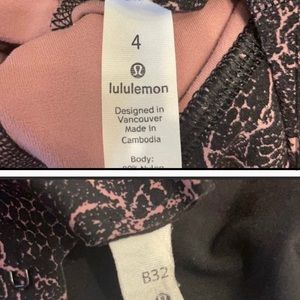 4
lululemon
Designed in
Vancouver
Made in
Cambodia
Body:
B32